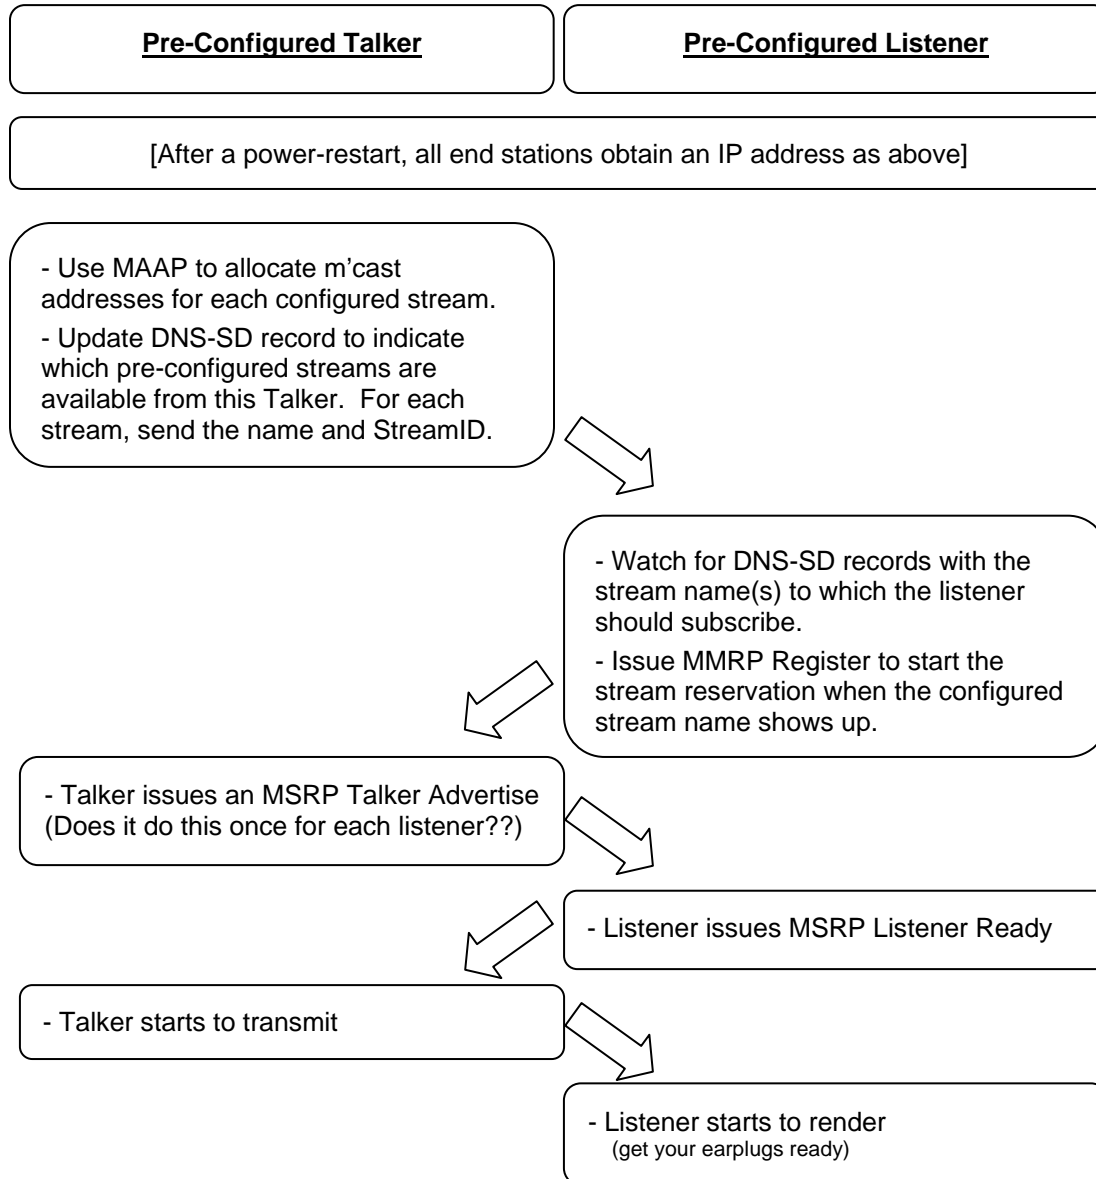 Pre-Configured Talker
Pre-Configured Listener
[After a power-restart, all end stations obtain an IP address as above]
- Use MAAP to allocate m'cast
addresses for each configured stream.
- Update DNS-SD record to indicate
which pre-configured streams are
available from this Talker.  For each
stream, send the name and StreamID.
- Watch for DNS-SD records with the
stream name(s) to which the listener
should subscribe.
- Issue MMRP Register to start the
stream reservation when the configured
stream name shows up.
- Talker issues an MSRP Talker Advertise
(Does it do this once for each listener??)
- Listener issues MSRP Listener Ready
- Talker starts to transmit
- Listener starts to render
(get your earplugs ready)